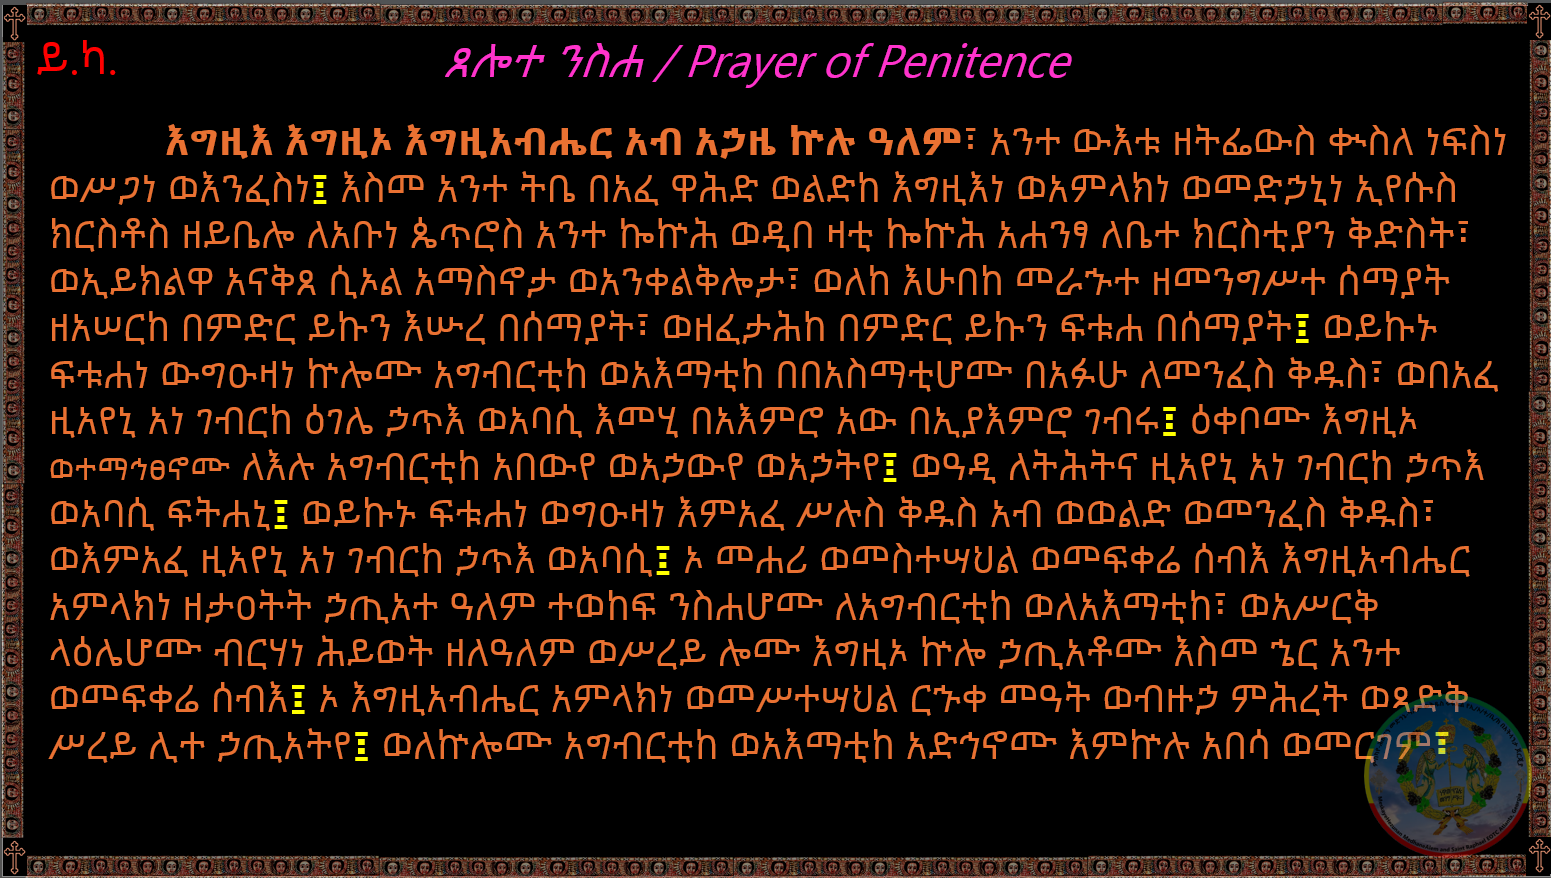 ይ.ካ.
ጸሎተ ንስሐ / Prayer of Penitence
እግዚእ እግዚኦ እግዚአብሔር አብ አኃዜ ኵሉ ዓለም፣ አንተ ውእቱ ዘትፌውስ ቍስለ ነፍስነ
ወሥጋነ ወእንፈስነ፤ እስመ አንተ ትቤ በአፈ ዋሕድ ወልድከ እግዚእነ ወአምላክነ ወመድኃኒነ ኢየሱስ
ክርስቶስ ዘይቤሎ ለአቡነ ጴጥሮስ አንተ ኰኵሕ ወዲበ ዛቲ ኰኵሕ አሐንፃ ለቤተ ክርስቲያን ቅድስት፣
ወኢይክልዋ አናቅጸ ሲኦል አማስኖታ ወአንቀልቅሎታ፣ ወለከ እሁበከ መራኁተ ዘመንግሥተ ሰማያት
ዘአሠርከ በምድር ይኩን እሡረ በሰማያት፣ ወዘፈታሕከ በምድር ይኩን ፍቱሐ በሰማያት፤ ወይኩኑ
ፍቱሐነ ውግዑዛነ ኵሎሙ አግብርቲከ ወአእማቲከ በበአስማቲሆሙ በአፉሁ ለመንፈስ ቅዱስ፣ ወበአፈ
ዚአየኒ አነ ገብርከ ዕገሌ ኃጥእ ወአባሲ እመሂ በአእምሮ አው በኢያእምሮ ገብሩ፤ ዕቀቦሙ እግዚኦ
ወተማኅፀኖሙ ለእሉ አግብርቲከ አበውየ ወአኃውየ ወአኃትየ፤ ወዓዲ ለትሕትና ዚአየኒ አነ ገብርከ ኃጥእ
ወአባሲ ፍትሐኒ፤ ወይኩኑ ፍቱሐነ ወግዑዛነ እምአፈ ሥሉስ ቅዱስ አብ ወወልድ ወመንፈስ ቅዱስ፣
ወእምአፈ ዚአየኒ አነ ገብርከ ኃጥእ ወአባሲ፤ ኦ መሐሪ ወመስተሣህል ወመፍቀሬ ሰብእ እግዚአብሔር
አምላክነ ዘታዐትት ኃጢአተ ዓለም ተወከፍ ንስሐሆሙ ለአግብርቲከ ወለአእማቲከ፣ ወአሥርቅ
ላዕሌሆሙ ብርሃነ ሕይወት ዘለዓለም ወሥረይ ሎሙ እግዚኦ ኵሎ ኃጢአቶሙ እስመ ኄር አንተ
ወመፍቀሬ ሰብእ፤ ኦ እግዚአብሔር አምላክነ ወመሥተሣህል ርኁቀ መዓት ወብዙኃ ምሕረት ወጻድቅ
ሥረይ ሊተ ኃጢአትየ፤ ወለኵሎሙ አግብርቲከ ወአእማቲከ አድኅኖሙ እምኵሉ አበሳ ወመርገም፤